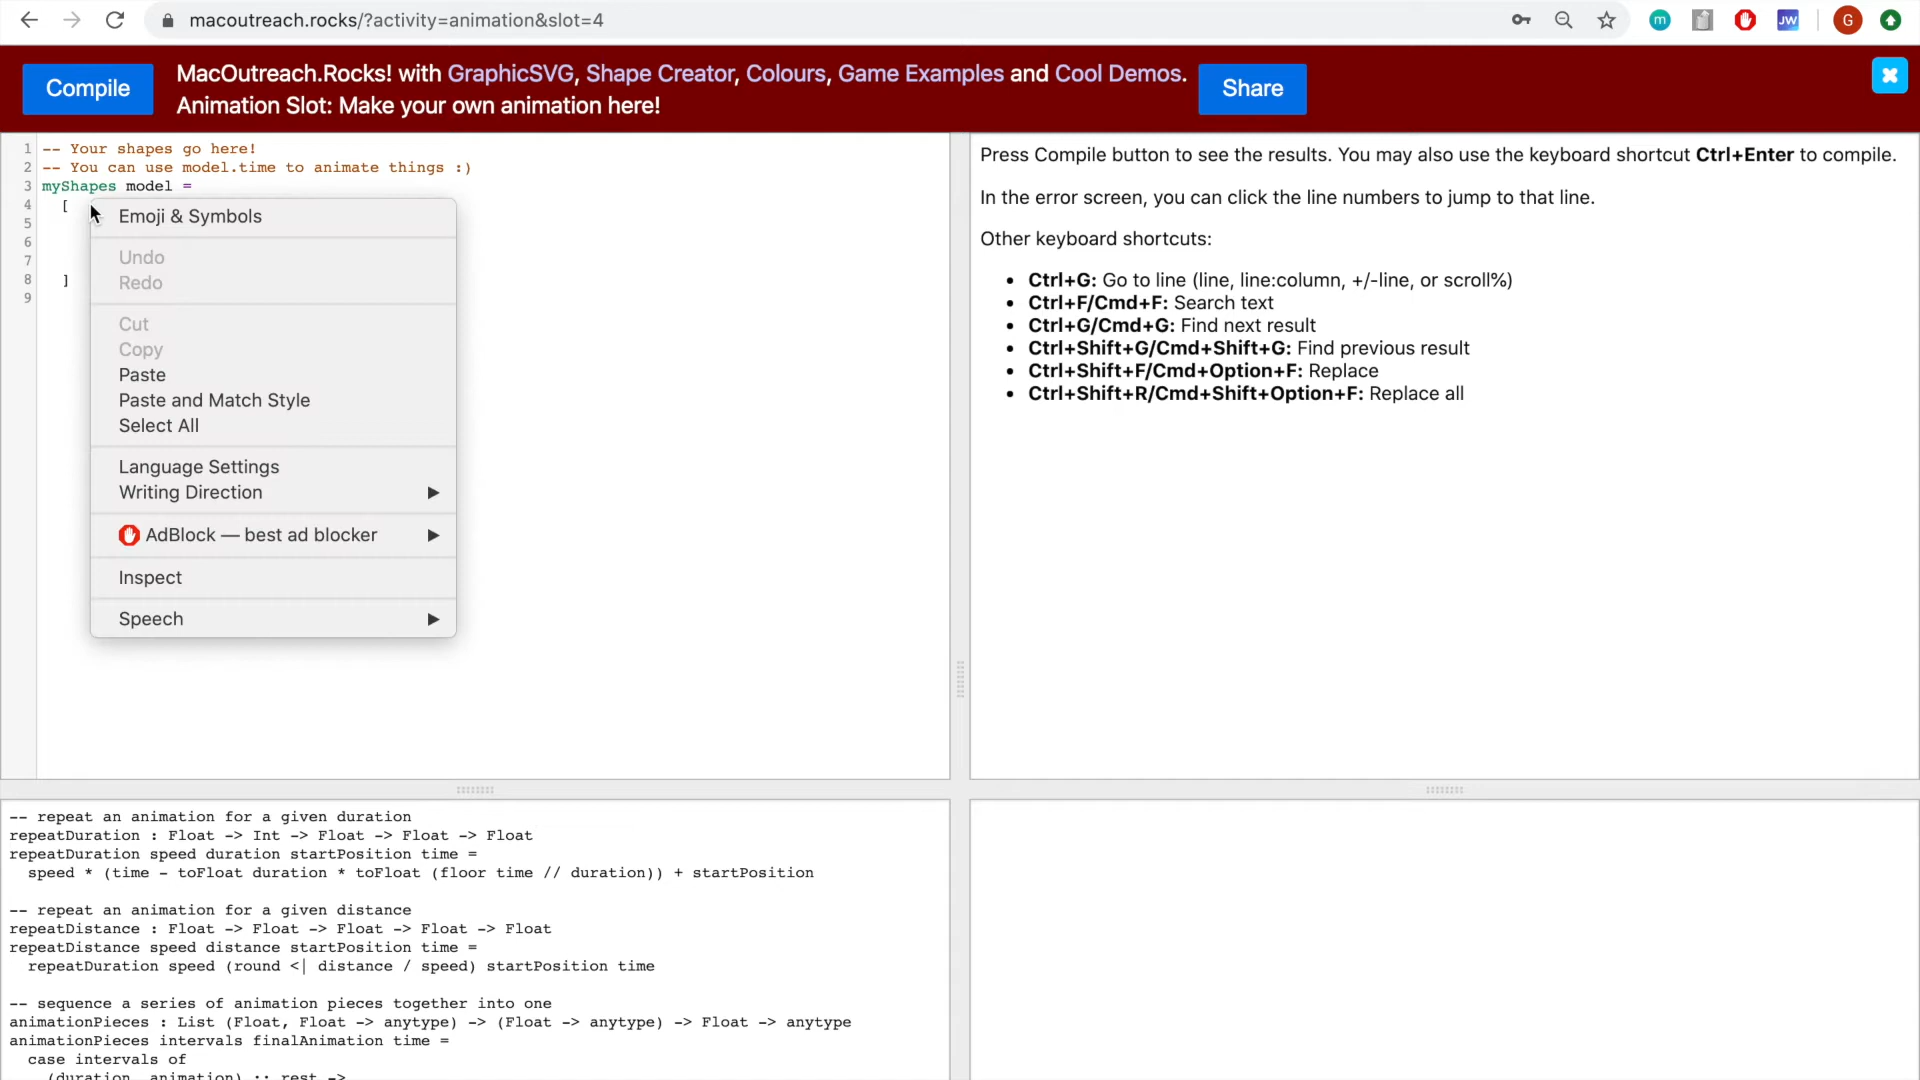 macoutreach.rocks/?activity=animation&slot=4
m
JW
G
Compile
MacOutreach.Rocks! with GraphicSVG, Shape Creator, Colours, Game Examples and Cool Demos.
Animation Slot: Make your own animation here!
Share
1 -- Your shapes go here!
2 -- You can use model.time to animate things :)
3 myShapes model =
4 [
5
6
7
8 ]
9
Emoji & Symbols
Undo
Redo
Cut
Copy
Paste
Paste and Match Style
Select All
Language Settings
Writing Direction
AdBlock — best ad blocker
Inspect
Speech
Press Compile button to see the results. You may also use the keyboard shortcut Ctrl+Enter to compile.
In the error screen, you can click the line numbers to jump to that line.
Other keyboard shortcuts:
• Ctrl+G: Go to line (line, line:column, +/-line, or scroll%)
• Ctrl+F/Cmd+F: Search text
• Ctrl+G/Cmd+G: Find next result
• Ctrl+Shift+G/Cmd+Shift+G: Find previous result
• Ctrl+Shift+F/Cmd+Option+F: Replace
• Ctrl+Shift+R/Cmd+Shift+Option+F: Replace all
-- repeat an animation for a given duration
repeatDuration : Float -> Int -> Float -> Float -> Float
repeatDuration speed duration startPosition time =
speed * (time - toFloat duration * toFloat (floor time // duration)) + startPosition
-- repeat an animation for a given distance
repeatDistance : Float -> Float -> Float -> Float -> Float
repeatDistance speed distance startPosition time =
repeatDuration speed (round <| distance / speed) startPosition time
-- sequence a series of animation pieces together into one
animationPieces : List (Float, Float -> anytype) -> (Float -> anytype) -> Float -> anytype
animationPieces intervals finalAnimation time =
case intervals of
(duration, animation) :: rest ->